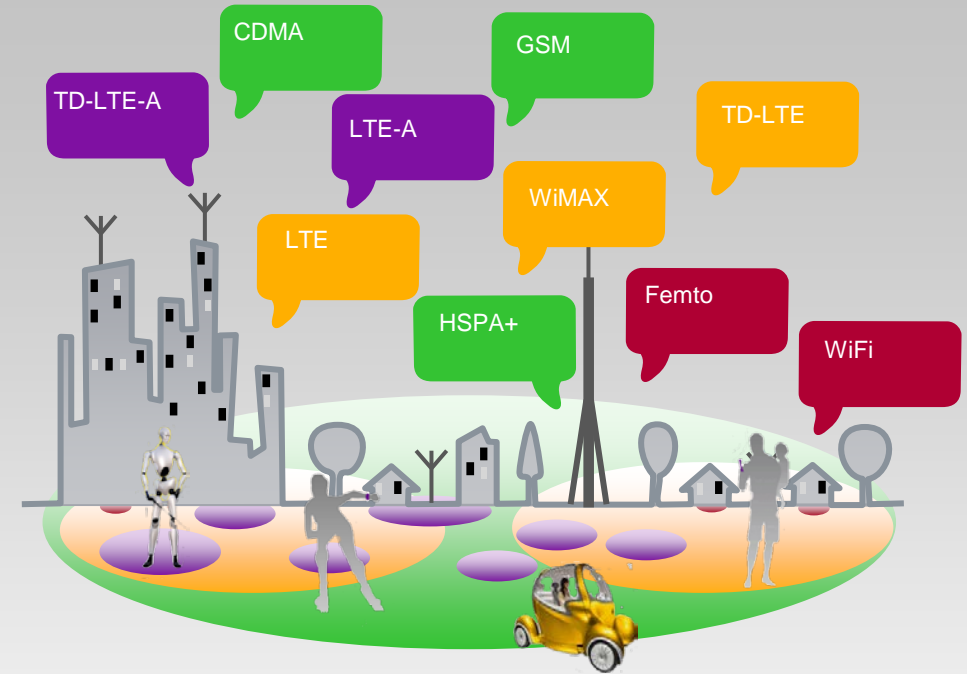 CDMA
GSM
TD-LTE-A
LTE-A
TD-LTE
WiMAX
LTE
Femto
HSPA+
WiFi